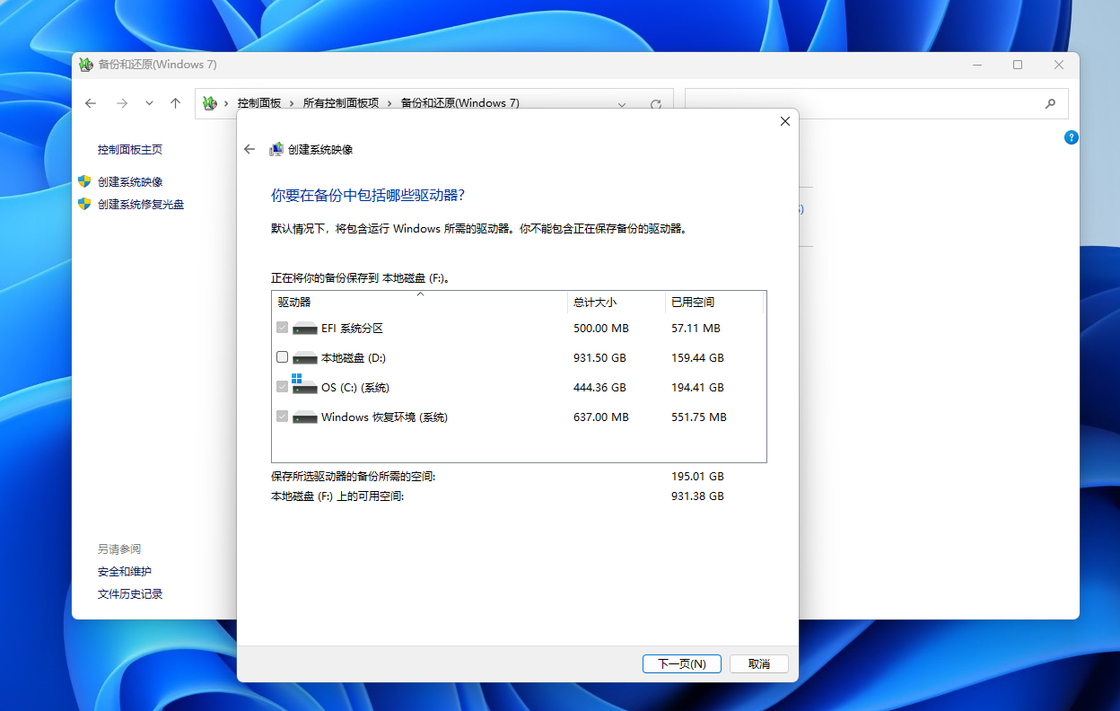 备份和还原(Windows 7)
控制面板 › 所有控制面板项 › 备份和还原(Windows 7)
控制面板主页
创建系统映像
创建系统修复光盘
另请参阅
安全和维护
文件历史记录
创建系统映像
你要在备份中包括哪些驱动器?
默认情况下，将包含运行 Windows 所需的驱动器。你不能包含正在保存备份的驱动器。
正在将你的备份保存到 本地磁盘 (F:)。
驱动器 总计大小 已用空间
EFI 系统分区 500.00 MB 57.11 MB
本地磁盘 (D:) 931.50 GB 159.44 GB
OS (C:) (系统) 444.36 GB 194.41 GB
Windows 恢复环境 (系统) 637.00 MB 551.75 MB
保存所选驱动器的备份所需的空间: 195.01 GB
本地磁盘 (F:) 上的可用空间: 931.38 GB
下一页(N) 取消